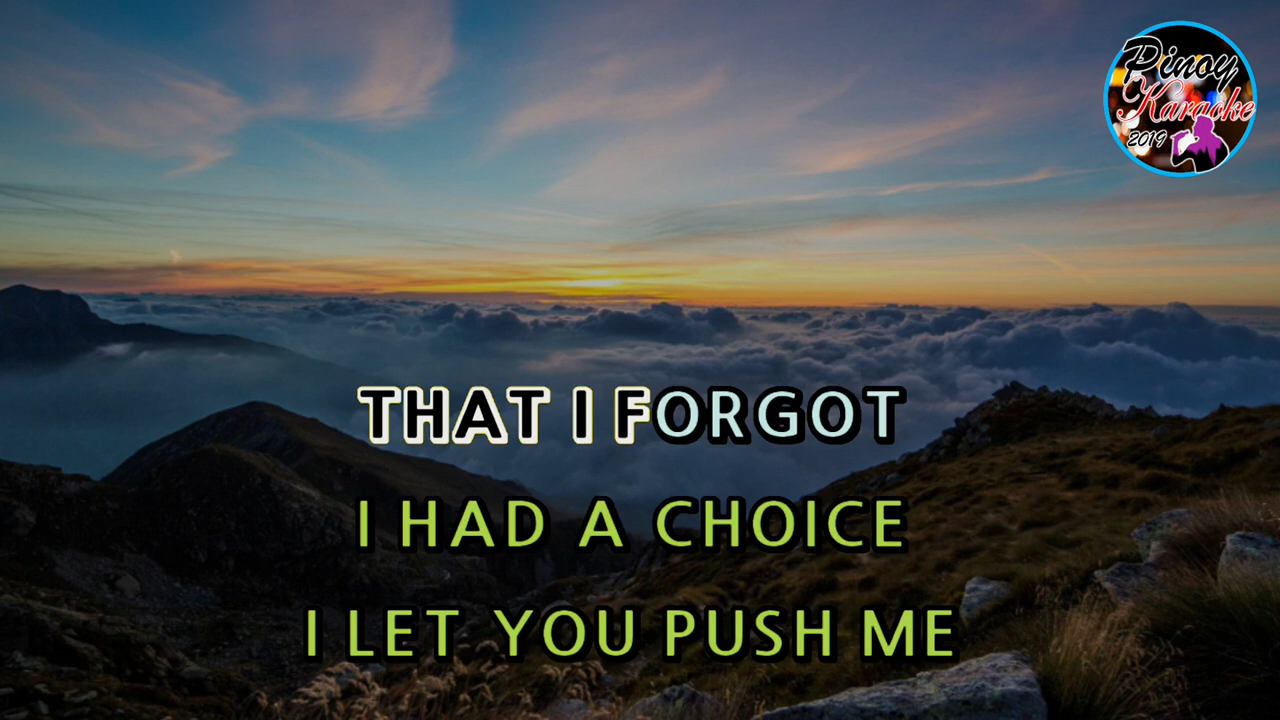 Pinoy
Karaoke
2019
THAT I FORGOT
I HAD A CHOICE
I LET YOU PUSH ME